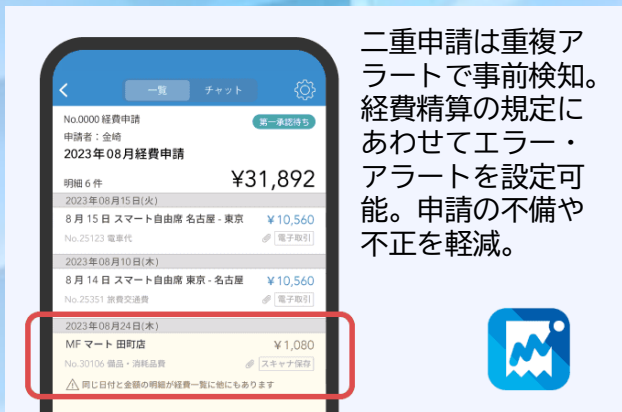 一覧
チャット
No.0000 経費申請
第一承認待ち
申請者：金崎
2023年08月経費申請
明細6件
¥31,892
2023年08月15日(火)
8月15日 スマート自由席 名古屋 - 東京
¥10,560
No.25123 電車代
電子取引
2023年08月10日(木)
8月14日 スマート自由席 東京 - 名古屋
¥10,560
No.25351 旅費交通費
電子取引
2023年08月24日(木)
MF マート 田町店
¥1,080
No.30106 備品・消耗品費
スキャナ保存
同じ日付と金額の明細が経費一覧に他にもあります
二重申請は重複ア
ラートで事前検知。
経費精算の規定に
あわせてエラー・
アラートを設定可
能。申請の不備や
不正を軽減。